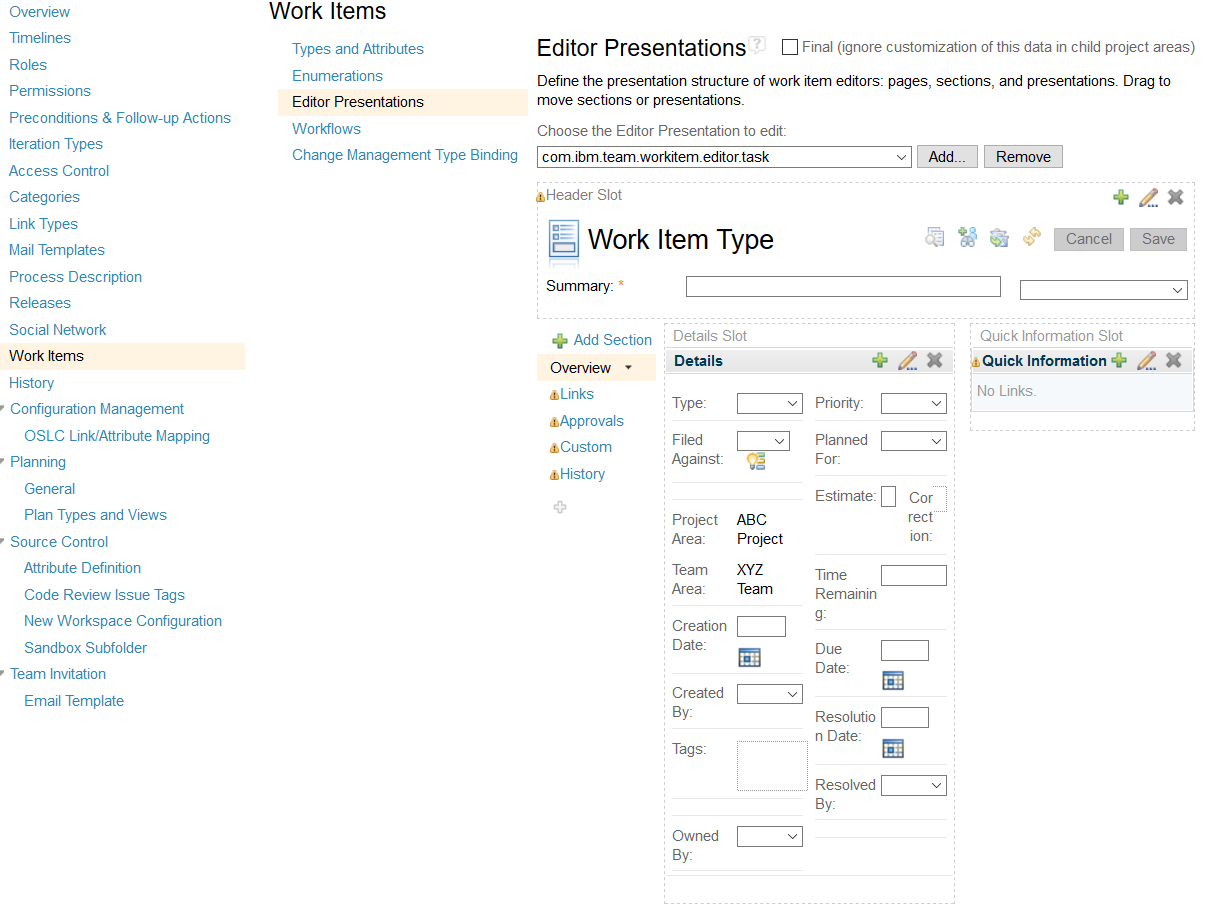 Overview
Timelines
Roles
Permissions
Preconditions & Follow-up Actions
Iteration Types
Access Control
Categories
Link Types
Mail Templates
Process Description
Releases
Social Network
Work Items
History
Configuration Management
OSLC Link/Attribute Mapping
Planning
General
Plan Types and Views
Source Control
Attribute Definition
Code Review Issue Tags
New Workspace Configuration
Sandbox Subfolder
Team Invitation
Email Template
Work Items
Types and Attributes
Enumerations
Editor Presentations
Workflows
Change Management Type Binding
Editor Presentations ?
Final (ignore customization of this data in child project areas)
Define the presentation structure of work item editors: pages, sections, and presentations. Drag to
move sections or presentations.
Choose the Editor Presentation to edit:
com.ibm.team.workitem.editor.task
Add...
Remove
Header Slot
Work Item Type
Cancel
Save
Summary: *
Add Section
Overview
Links
Approvals
Custom
History
Details Slot
Details
Type:
Filed
Against:
Project
Area:
ABC
Project
Team
Area:
XYZ
Team
Creation
Date:
Created
By:
Tags:
Owned
By:
Priority:
Planned
For:
Estimate:
Cor
rect
ion:
Time
Remainin
g:
Due
Date:
Resolutio
n Date:
Resolved
By:
Quick Information Slot
Quick Information
No Links.